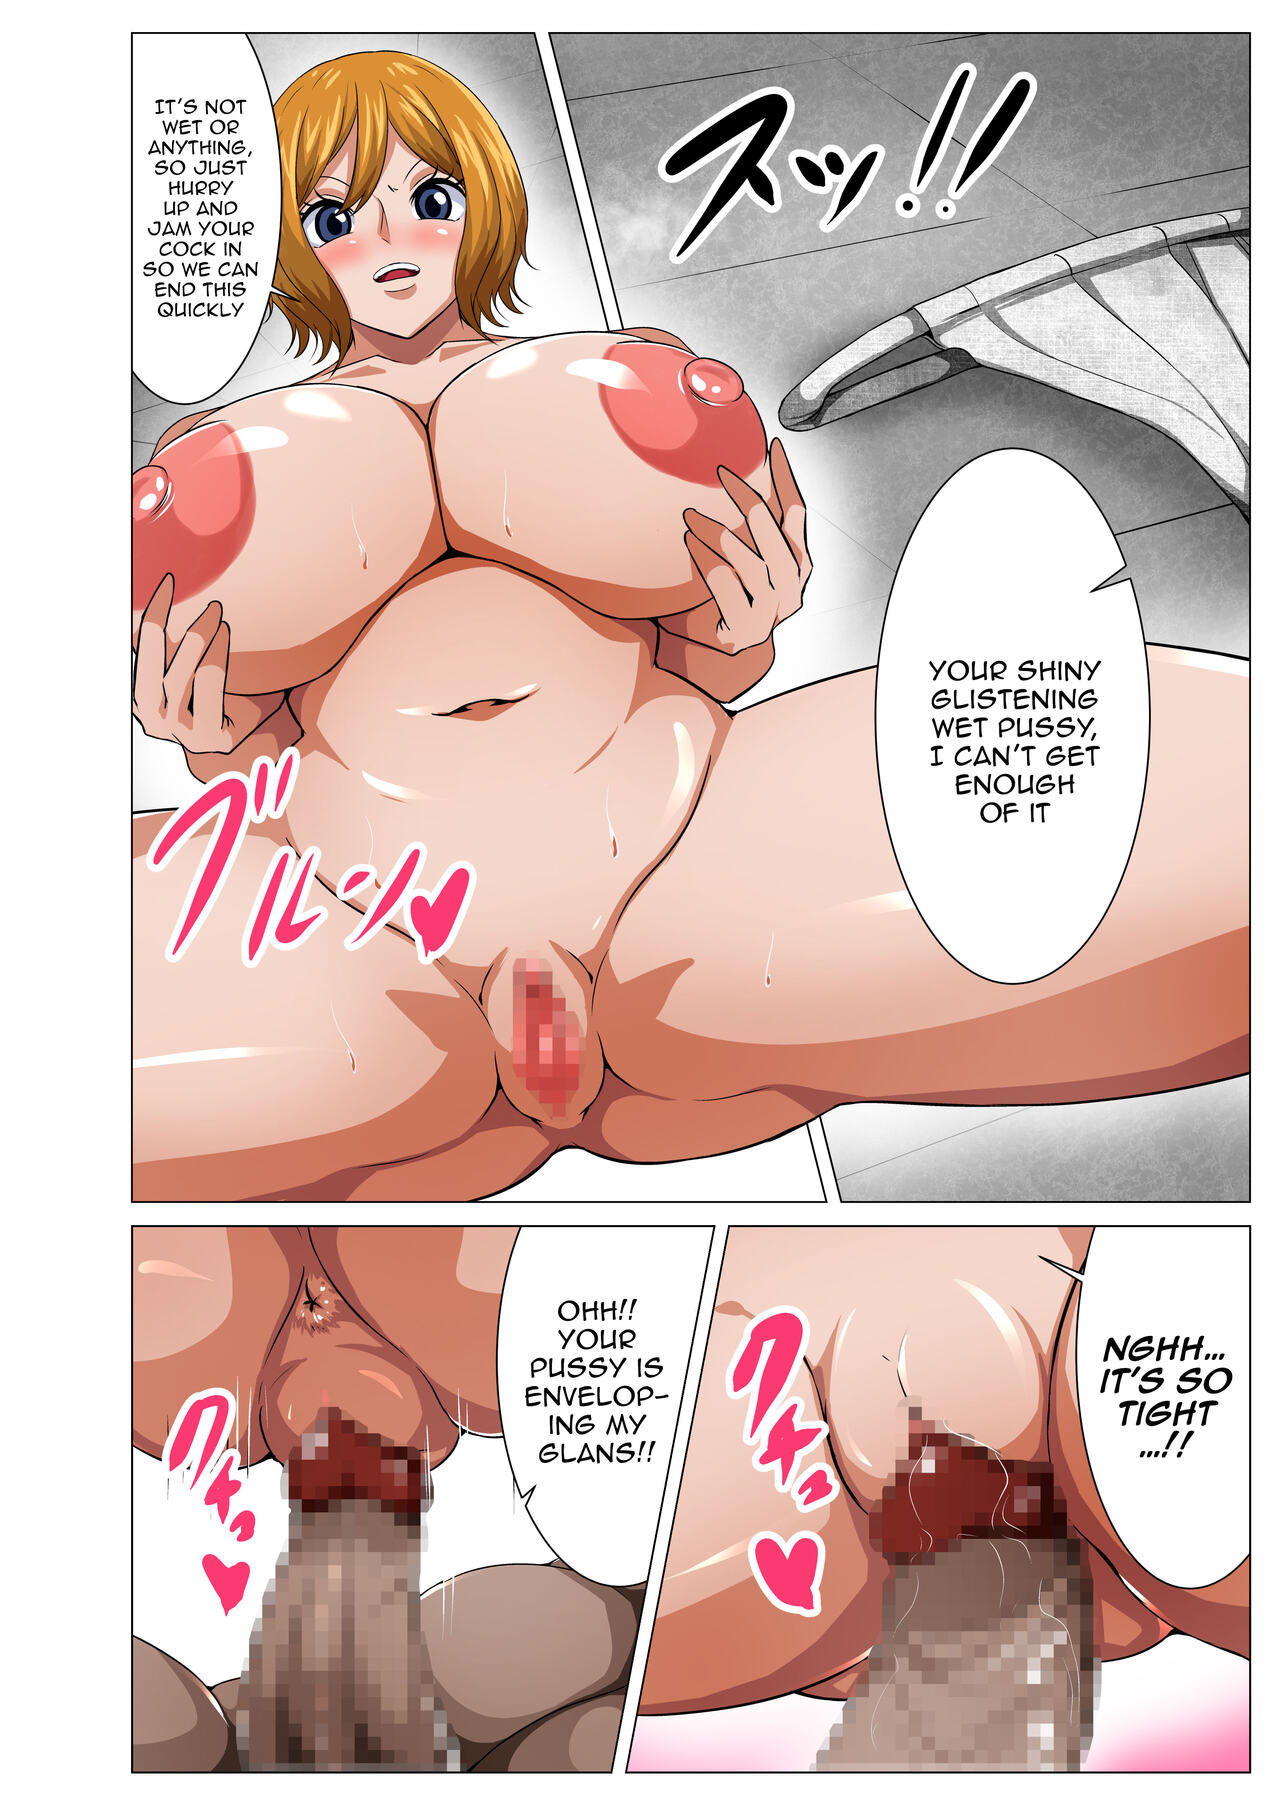 スッ!!
IT'S NOT
WET OR
ANYTHING,
SO JUST
HURRY
UP AND
JAM YOUR
COCK IN
SO WE CAN
END THIS
QUICKLY
YOUR SHINY
GLISTENING
WET PUSSY,
I CAN'T GET
ENOUGH
OF IT
ブルンッ
NGHH...
IT'S SO
TIGHT
...!!
クチュ
OHH!!
YOUR
PUSSY IS
ENVELOP-
ING MY
GLANS!!
クチュ